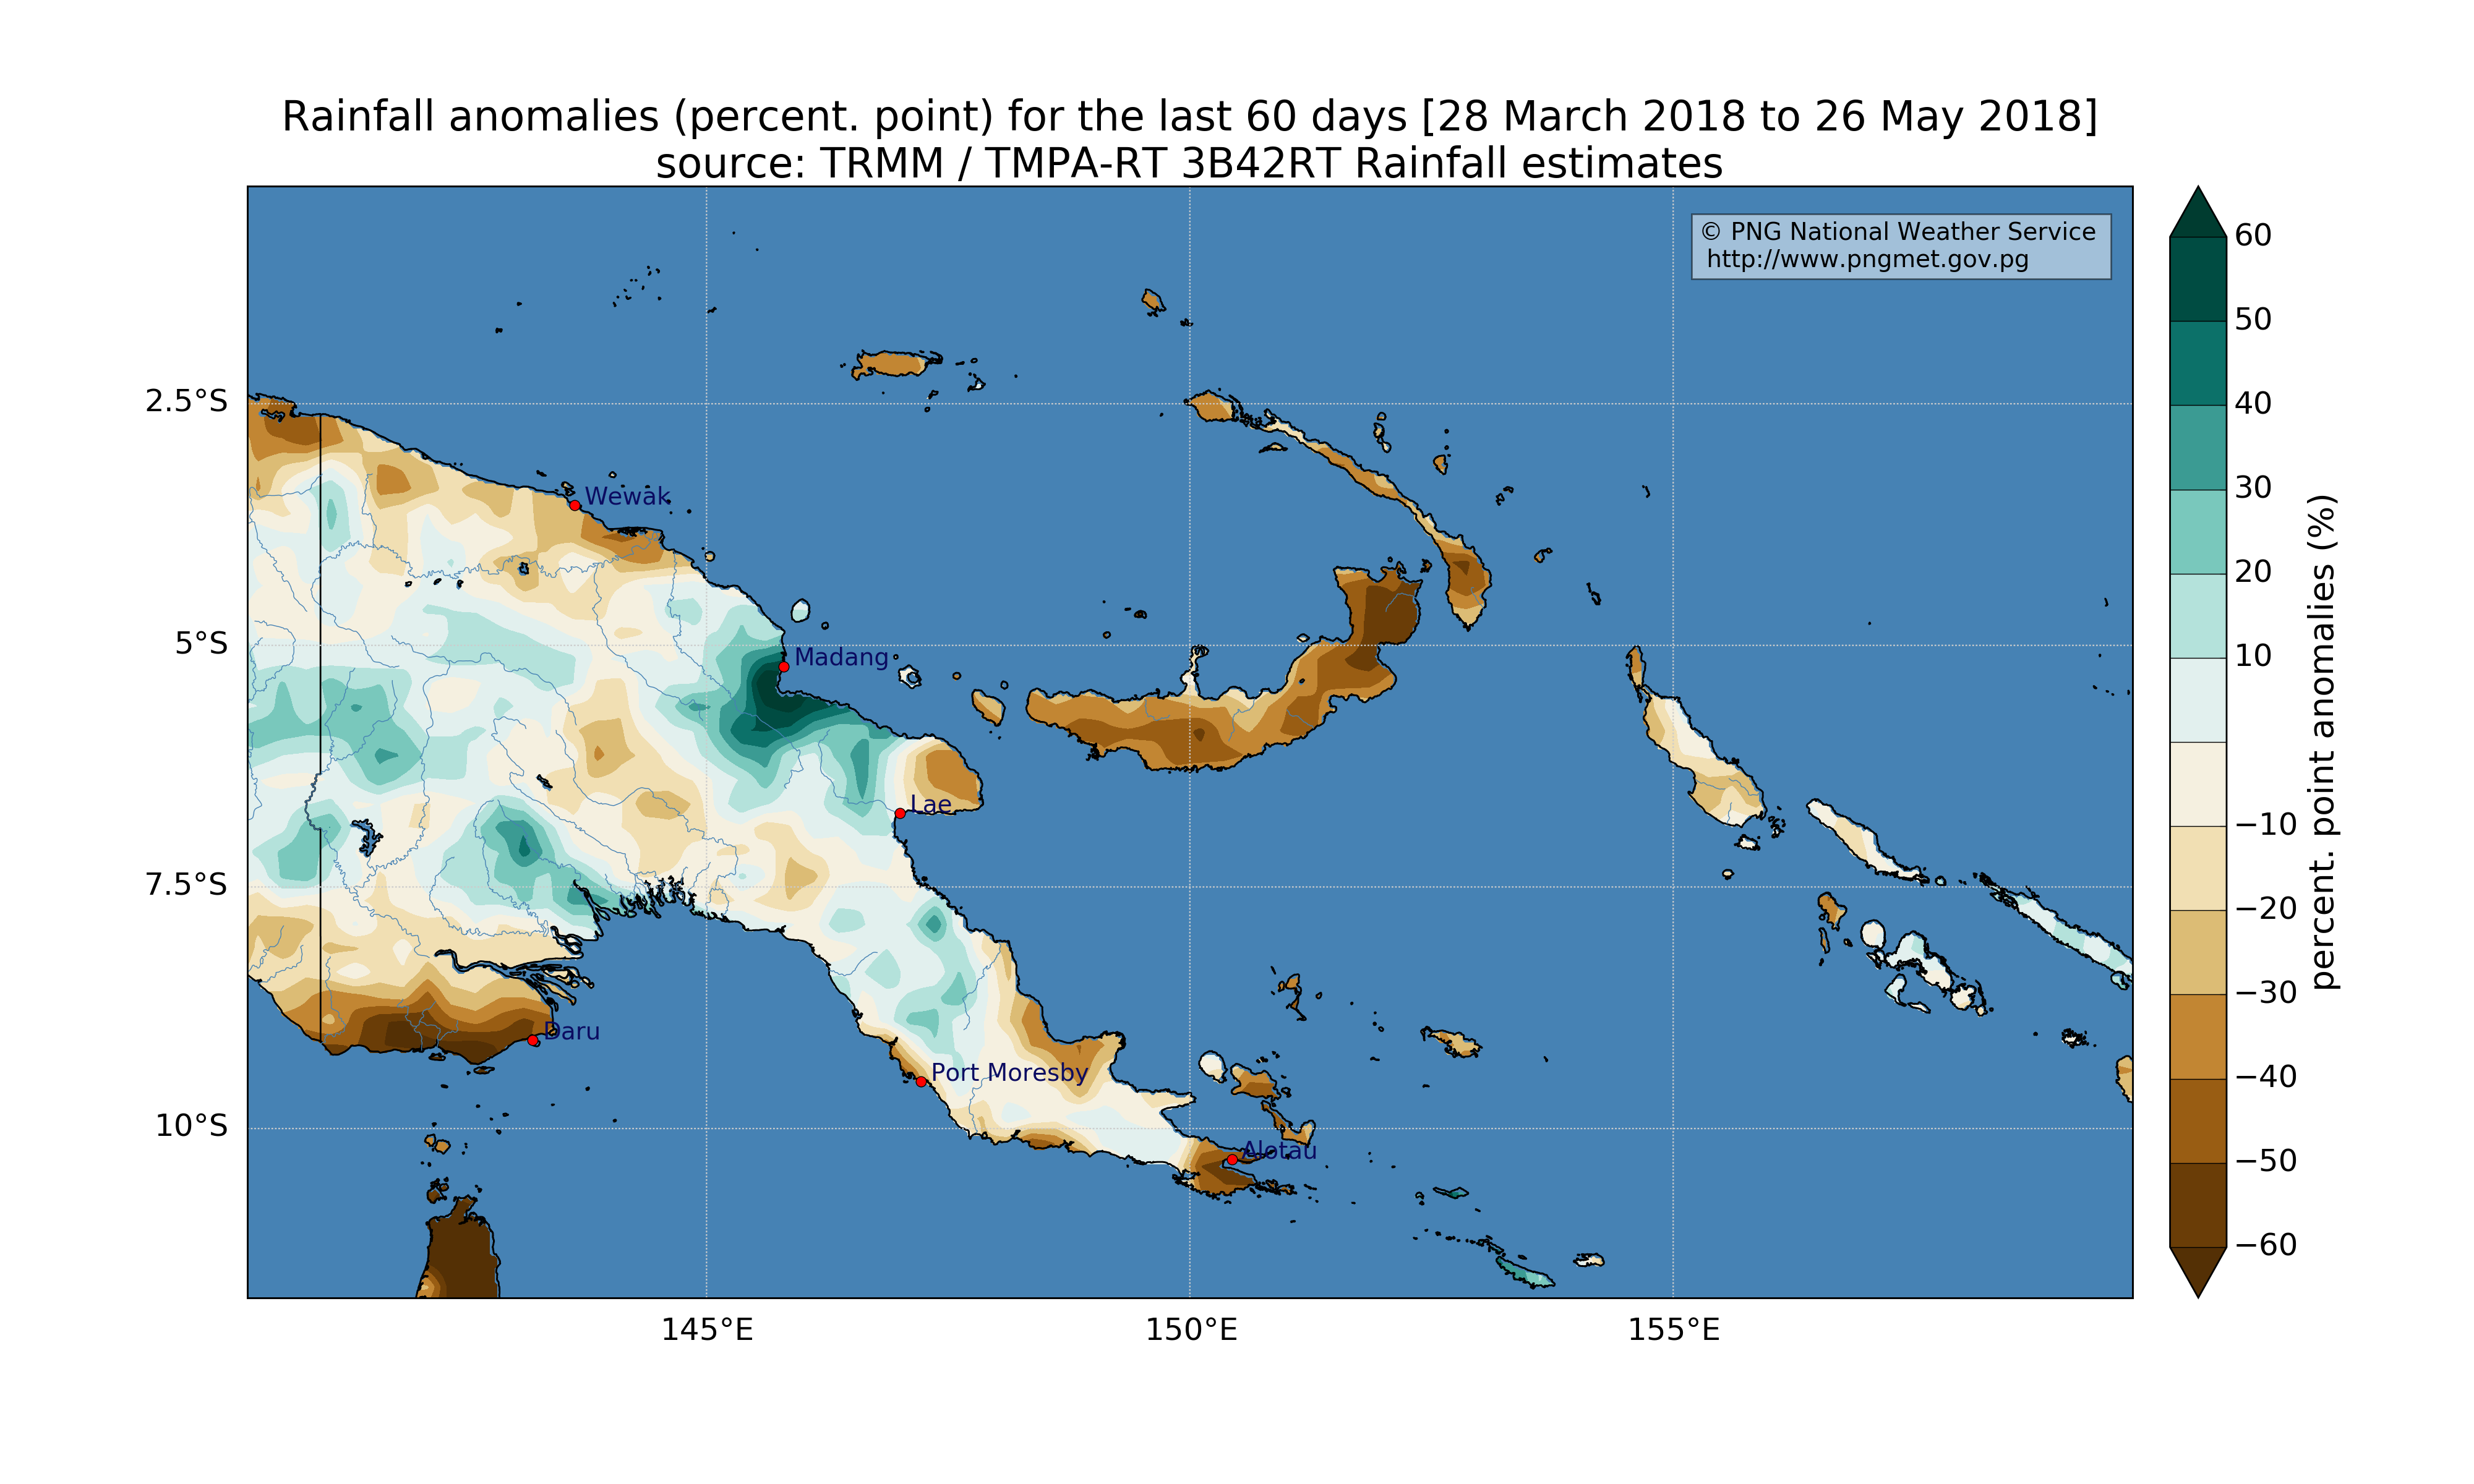 Rainfall anomalies (percent. point) for the last 60 days [28 March 2018 to 26 May 2018]
source: TRMM / TMPA-RT 3B42RT Rainfall estimates
© PNG National Weather Service
http://www.pngmet.gov.pg
2.5°S
5°S
7.5°S
10°S
Wewak
Madang
Lae
Daru
Port Moresby
Alotau
145°E
150°E
155°E
60
50
40
30
20
10
−10
−20
−30
−40
−50
−60
percent. point anomalies (%)